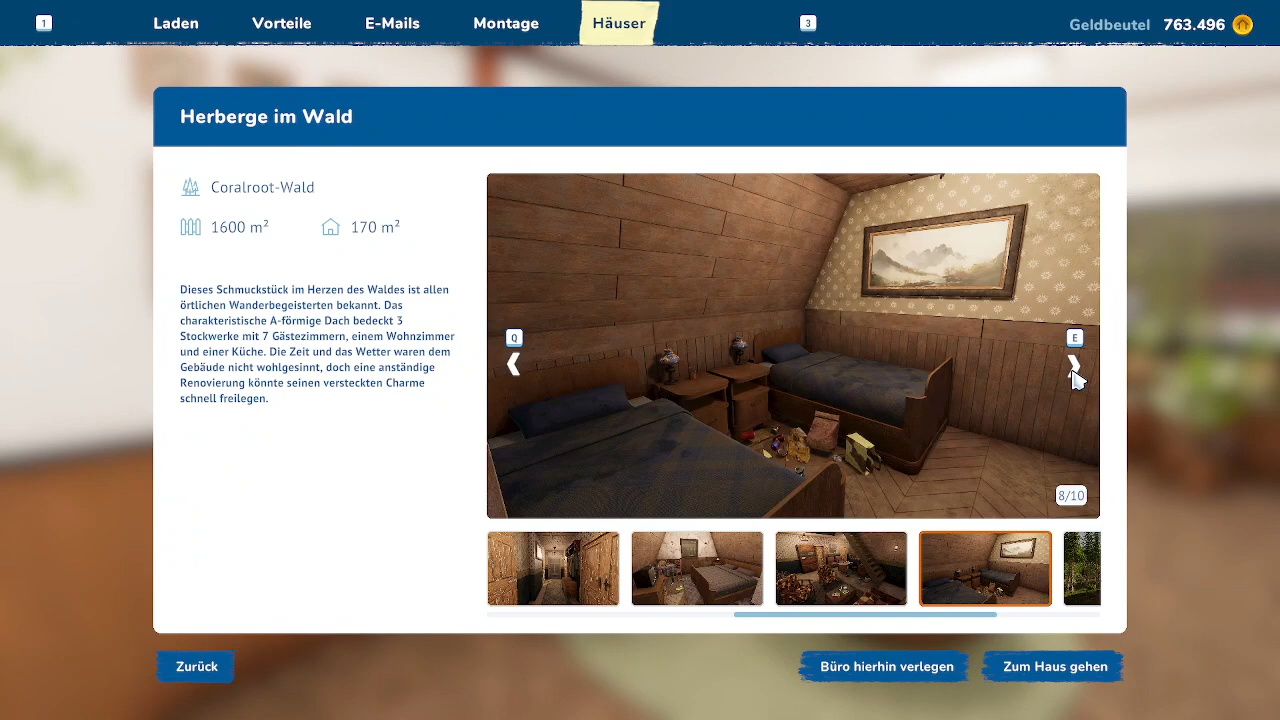 1 Laden Vorteile E-Mails Montage Häuser 3 Geldbeutel 763.496
Herberge im Wald
Coralroot-Wald
1600 m² 170 m²
Dieses Schmuckstück im Herzen des Waldes ist allen
örtlichen Wanderbegeisterten bekannt. Das
charakteristische A-förmige Dach bedeckt 3
Stockwerke mit 7 Gästezimmern, einem Wohnzimmer
und einer Küche. Die Zeit und das Wetter waren dem
Gebäude nicht wohlgesinnt, doch eine anständige
Renovierung könnte seinen versteckten Charme
schnell freilegen.
Q E
8/10
Zurück Büro hierhin verlegen Zum Haus gehen